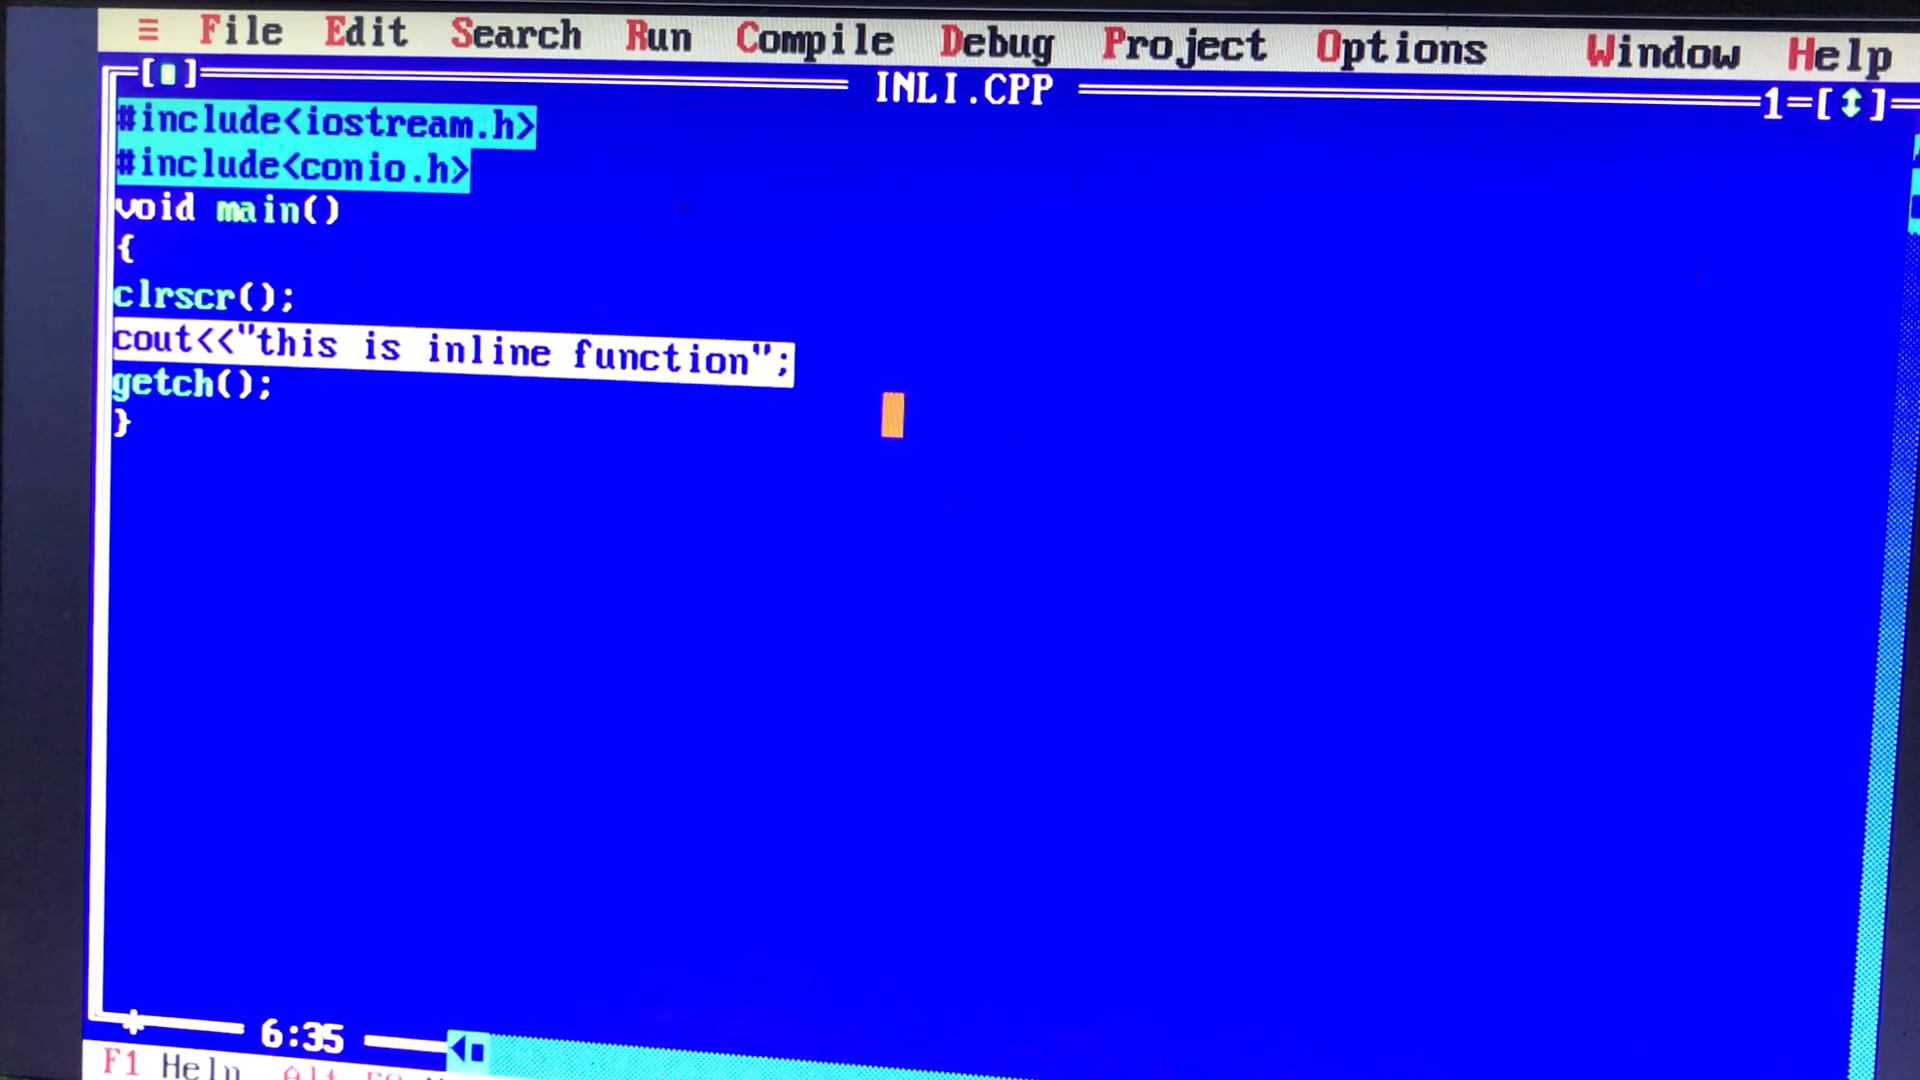 ≡ File Edit Search Run Compile Debug Project Options Window Help
[■] INLI.CPP 1=[↕]
#include<iostream.h>
#include<conio.h>
void main()
{
clrscr();
cout<<"this is inline function";
getch();
}
* 6:35
F1 Help